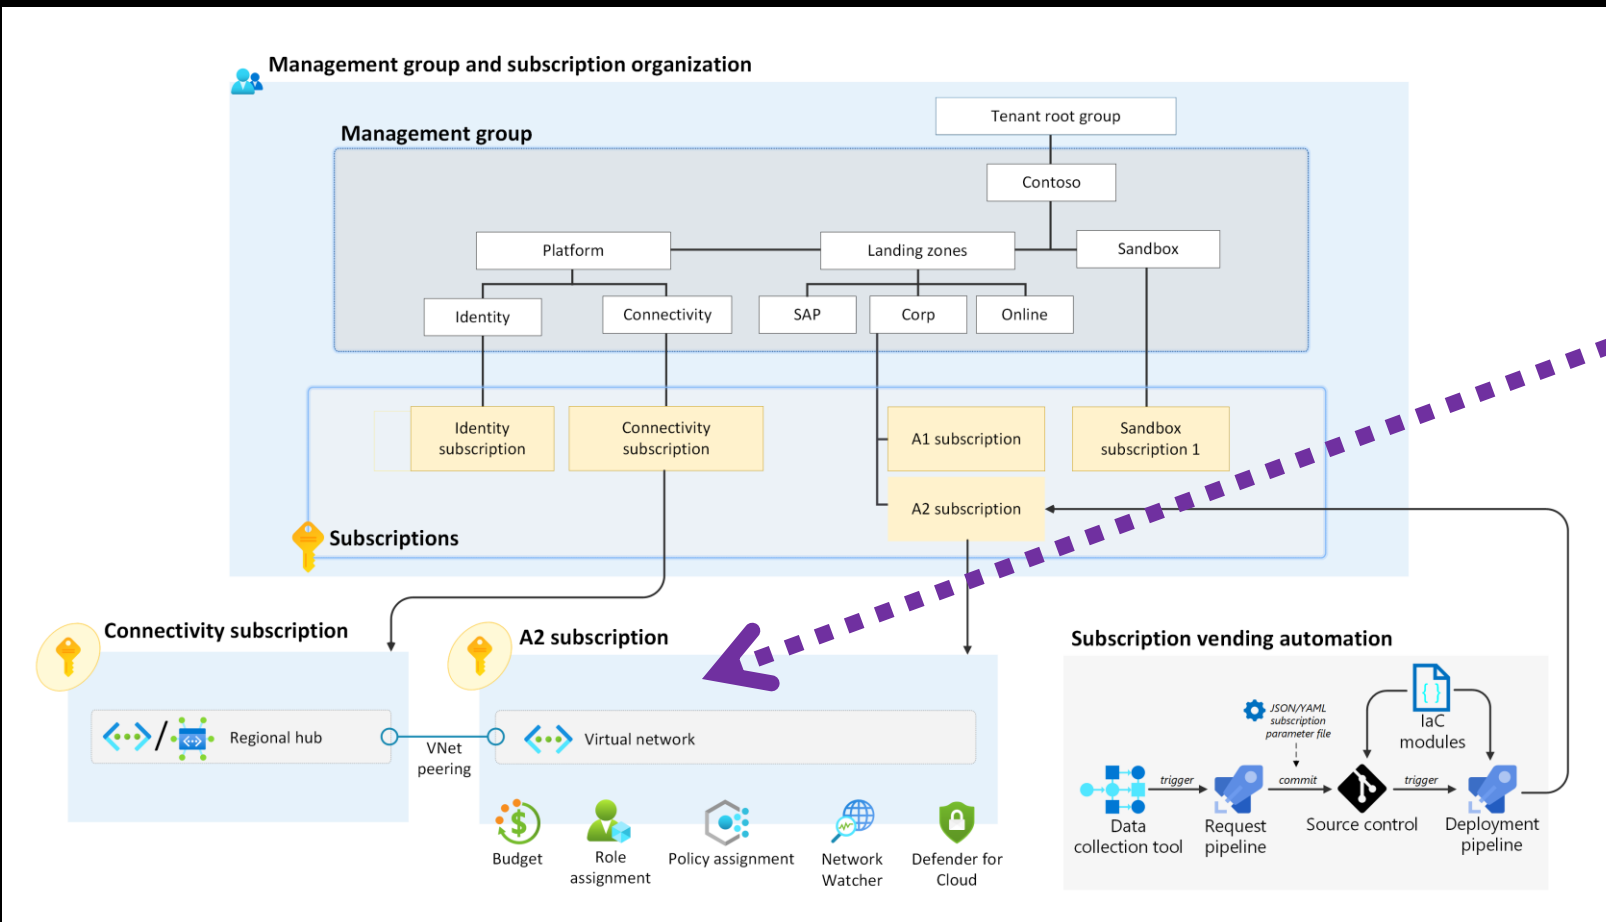 Management group and subscription organization
Tenant root group
Management group
Contoso
Platform
Landing zones
Sandbox
Identity
Connectivity
SAP
Corp
Online
Identity
subscription
Connectivity
subscription
A1 subscription
Sandbox
subscription 1
A2 subscription
Subscriptions
Connectivity subscription
Regional hub
VNet
peering
A2 subscription
Virtual network
Budget
Role
assignment
Policy assignment
Network
Watcher
Defender for
Cloud
Subscription vending automation
{ }
IaC
modules
JSON/YAML
subscription
parameter file
trigger
commit
trigger
Data
collection tool
Request
pipeline
Source control
Deployment
pipeline